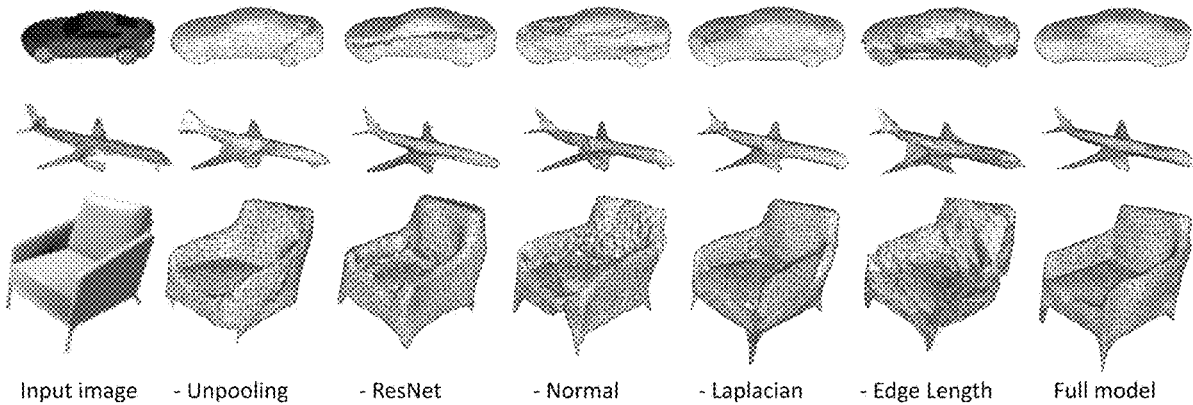 Input image - Unpooling - ResNet - Normal - Laplacian - Edge Length Full model